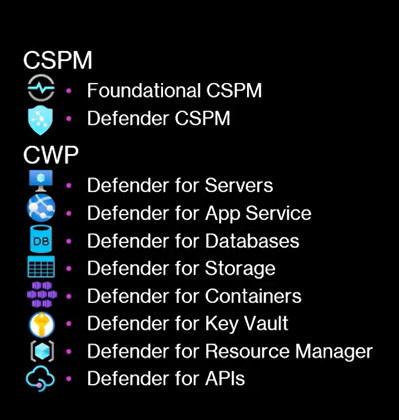 CSPM
• Foundational CSPM
• Defender CSPM
CWP
• Defender for Servers
• Defender for App Service
DB • Defender for Databases
• Defender for Storage
• Defender for Containers
• Defender for Key Vault
• Defender for Resource Manager
• Defender for APIs